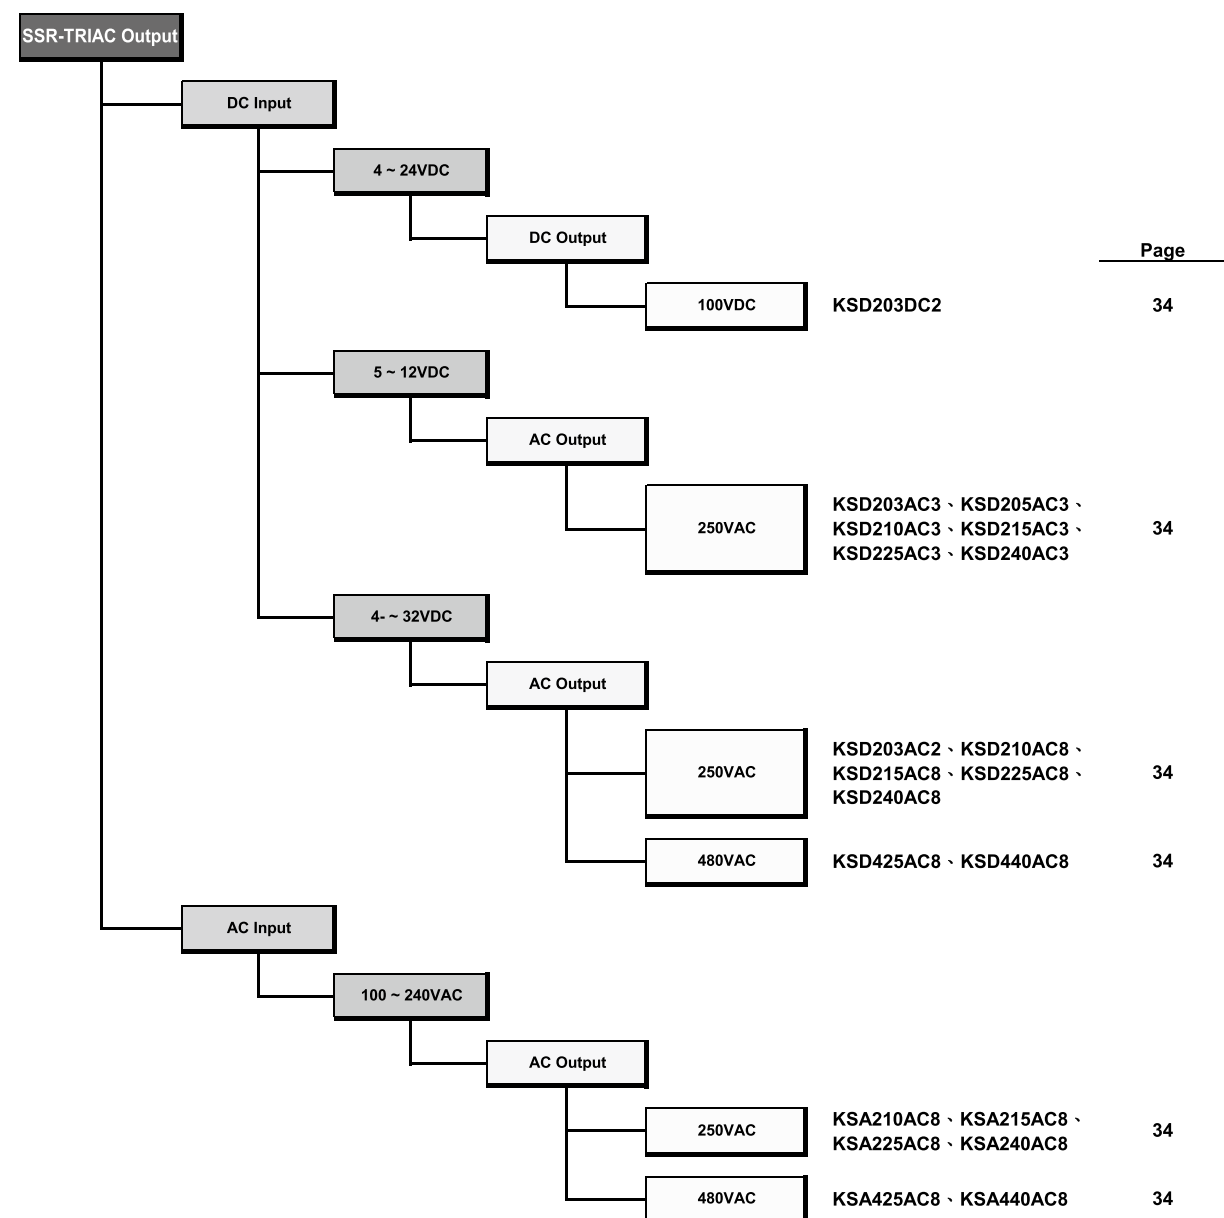 SSR-TRIAC Output
DC Input
4 ~ 24VDC
DC Output
Page
100VDC KSD203DC2 34
5 ~ 12VDC
AC Output
KSD203AC3、KSD205AC3、
250VAC KSD210AC3、KSD215AC3、 34
KSD225AC3、KSD240AC3
4- ~ 32VDC
AC Output
KSD203AC2、KSD210AC8、
250VAC KSD215AC8、KSD225AC8、 34
KSD240AC8
480VAC KSD425AC8、KSD440AC8 34
AC Input
100 ~ 240VAC
AC Output
KSA210AC8、KSA215AC8、
250VAC 34
KSA225AC8、KSA240AC8
480VAC KSA425AC8、KSA440AC8 34